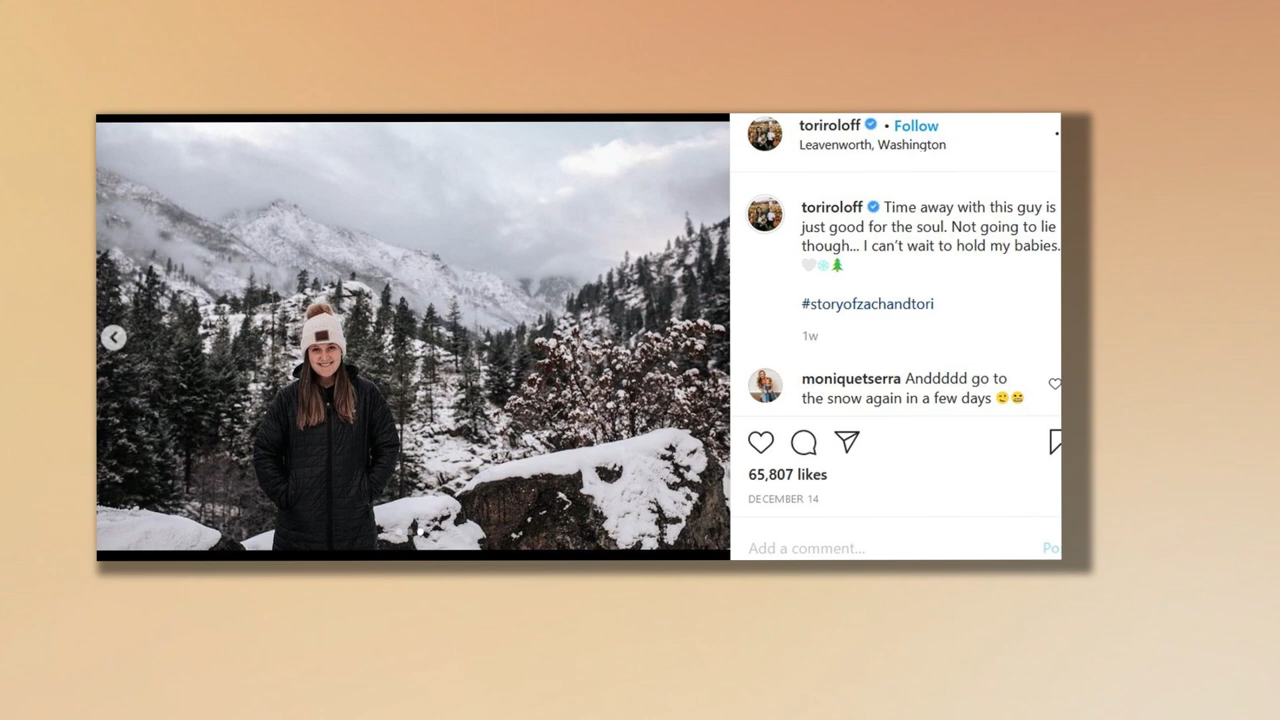 toriroloff • Follow
Leavenworth, Washington
toriroloff Time away with this guy is
just good for the soul. Not going to lie
though... I can't wait to hold my babies.
🤍❄️🌲
#storyofzachandtori
1w
moniquetserra Anddddd go to
the snow again in a few days 😊😁
65,807 likes
DECEMBER 14
Add a comment... Po